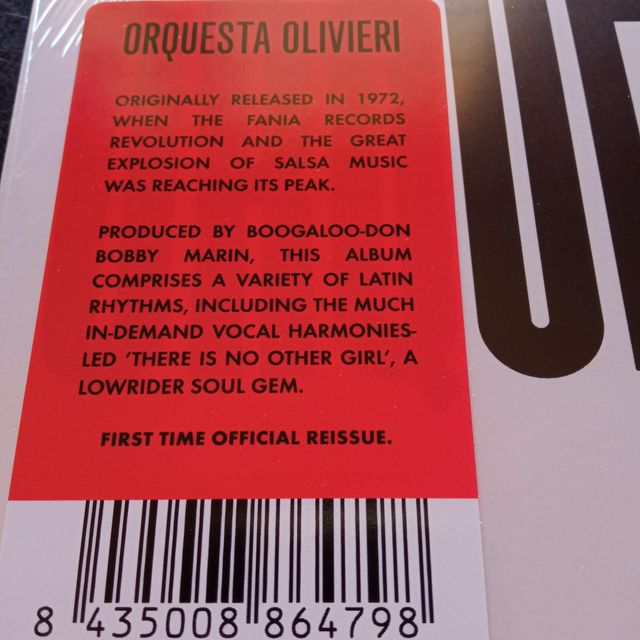 ORQUESTA OLIVIERI
ORIGINALLY RELEASED IN 1972,
WHEN THE FANIA RECORDS
REVOLUTION AND THE GREAT
EXPLOSION OF SALSA MUSIC
WAS REACHING ITS PEAK.
PRODUCED BY BOOGALOO-DON
BOBBY MARIN, THIS ALBUM
COMPRISES A VARIETY OF LATIN
RHYTHMS, INCLUDING THE MUCH
IN-DEMAND VOCAL HARMONIES-
LED ‘THERE IS NO OTHER GIRL’, A
LOWRIDER SOUL GEM.
FIRST TIME OFFICIAL REISSUE.
8 435008 864798